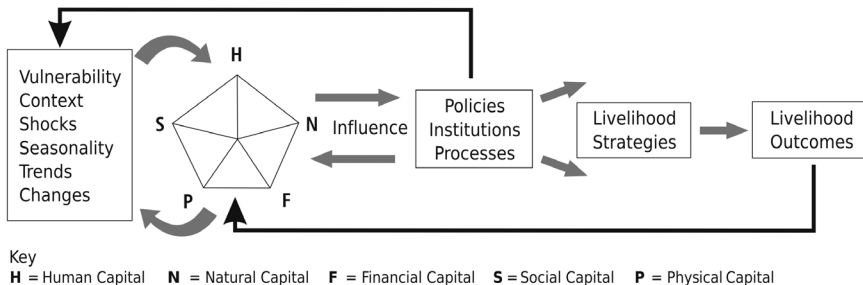 Vulnerability
Context
Shocks
Seasonality
Trends
Changes
H
S
N
P
F
Influence
Policies
Institutions
Processes
Livelihood
Strategies
Livelihood
Outcomes
Key
H = Human Capital N = Natural Capital F = Financial Capital S = Social Capital P = Physical Capital